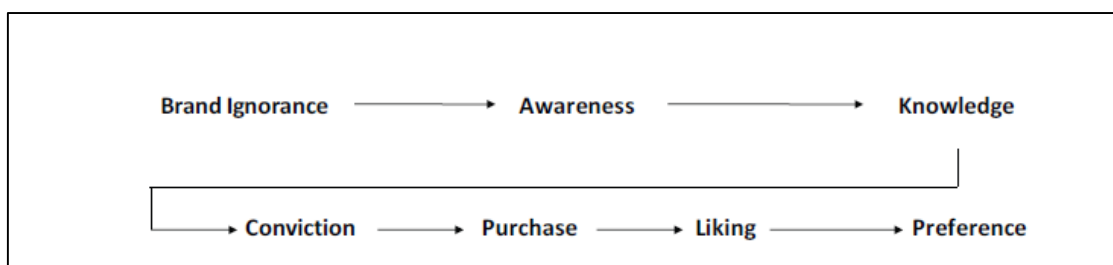 Brand Ignorance Awareness Knowledge
Conviction Purchase Liking Preference